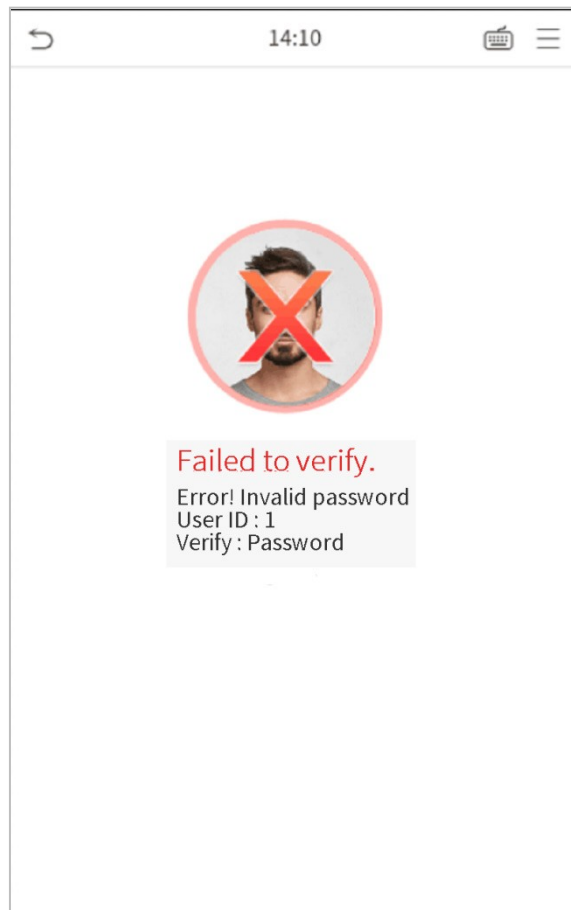 14:10
Failed to verify.
Error! Invalid password
User ID : 1
Verify : Password